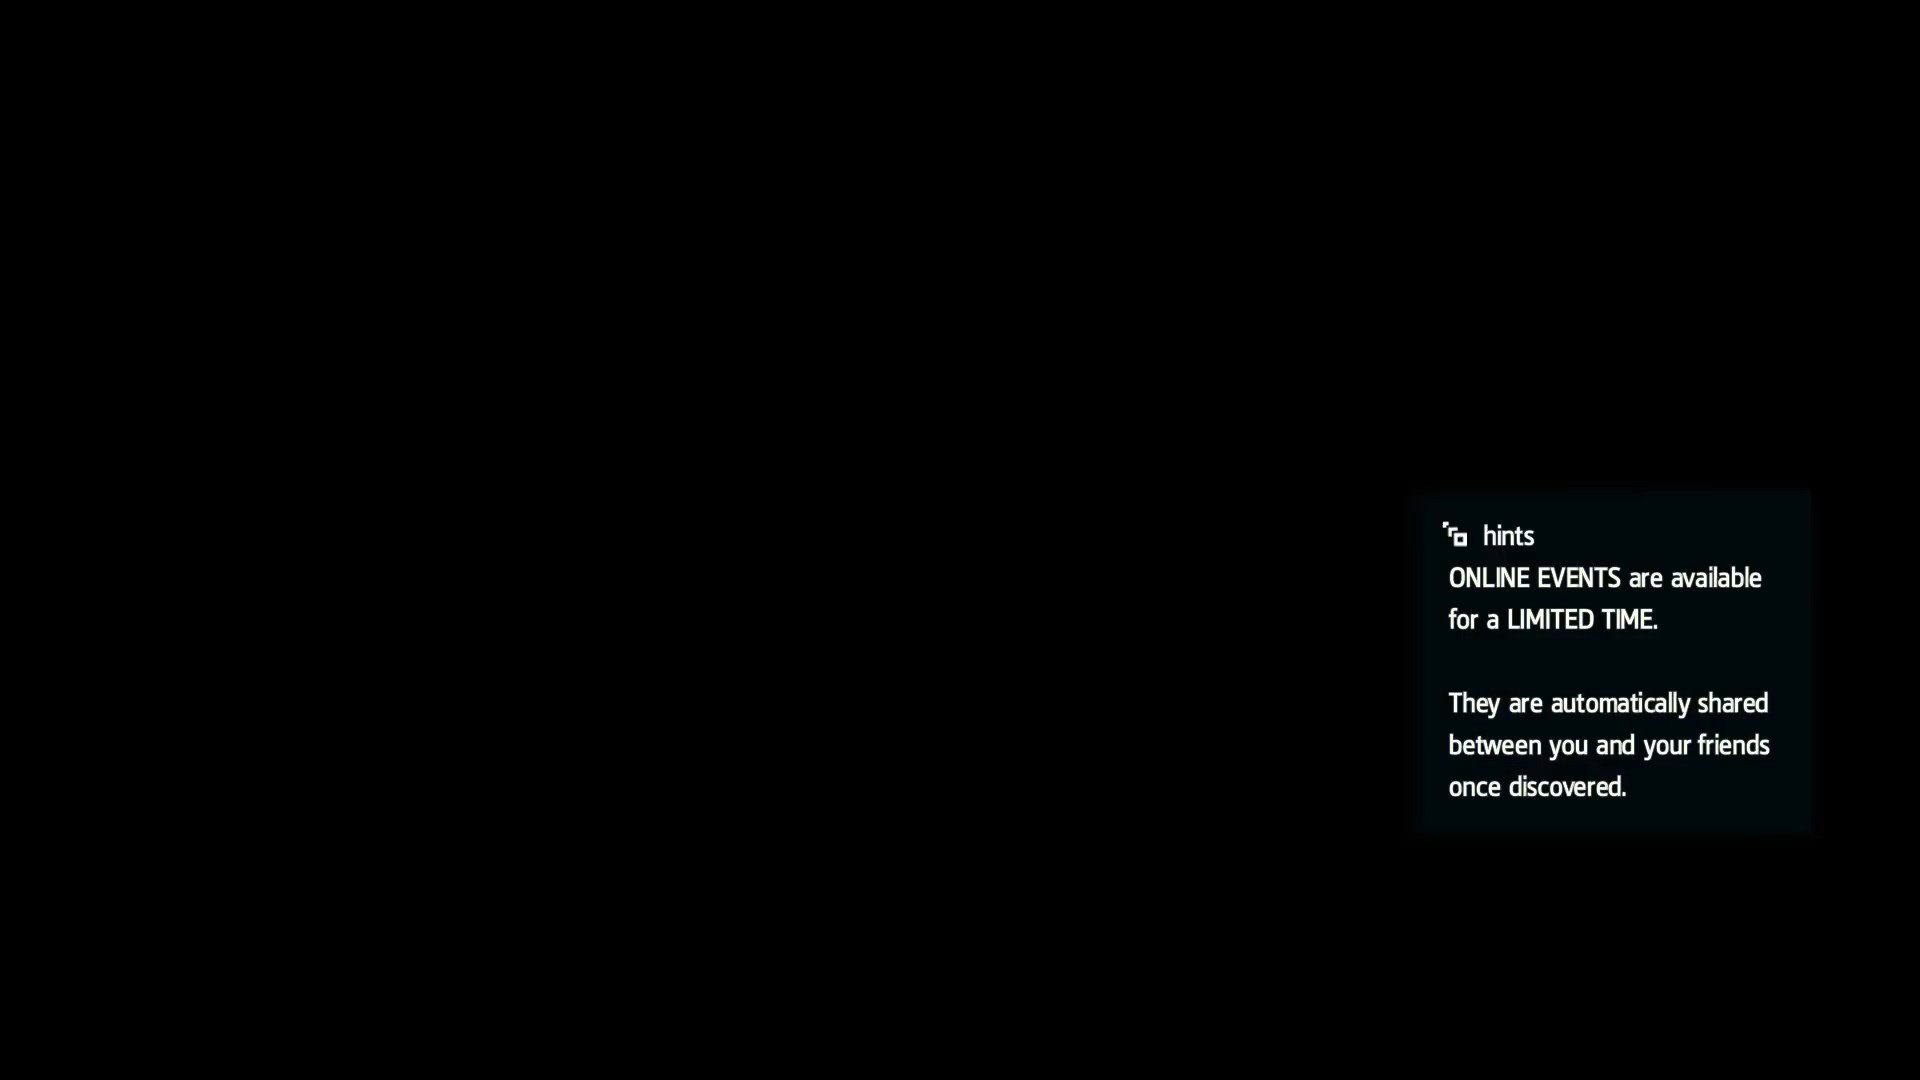 hints
ONLINE EVENTS are available
for a LIMITED TIME.
They are automatically shared
between you and your friends
once discovered.